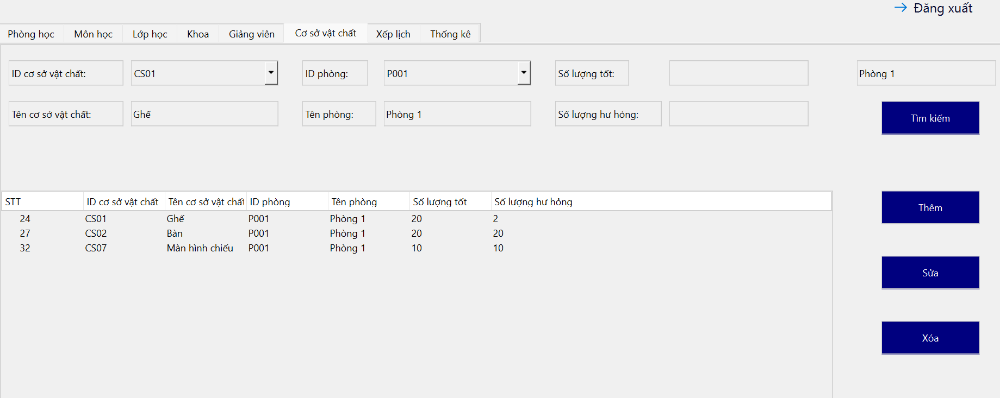 Đăng xuất
Phòng học Môn học Lớp học Khoa Giảng viên Cơ sở vật chất Xếp lịch Thống kê
ID cơ sở vật chất: CS01 ID phòng: P001 Số lượng tốt: Phòng 1
Tên cơ sở vật chất: Ghế Tên phòng: Phòng 1 Số lượng hư hỏng: Tìm kiếm
STT ID cơ sở vật chất Tên cơ sở vật chất ID phòng Tên phòng Số lượng tốt Số lượng hư hỏng
Thêm
24 CS01 Ghế P001 Phòng 1 20 2
27 CS02 Bàn P001 Phòng 1 20 20
32 CS07 Màn hình chiếu P001 Phòng 1 10 10
Sửa
Xóa